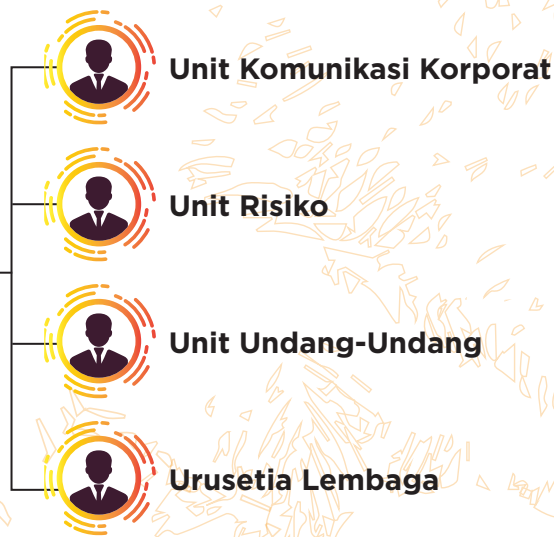 Unit Komunikasi Korporat
Unit Risiko
Unit Undang-Undang
Urusetia Lembaga